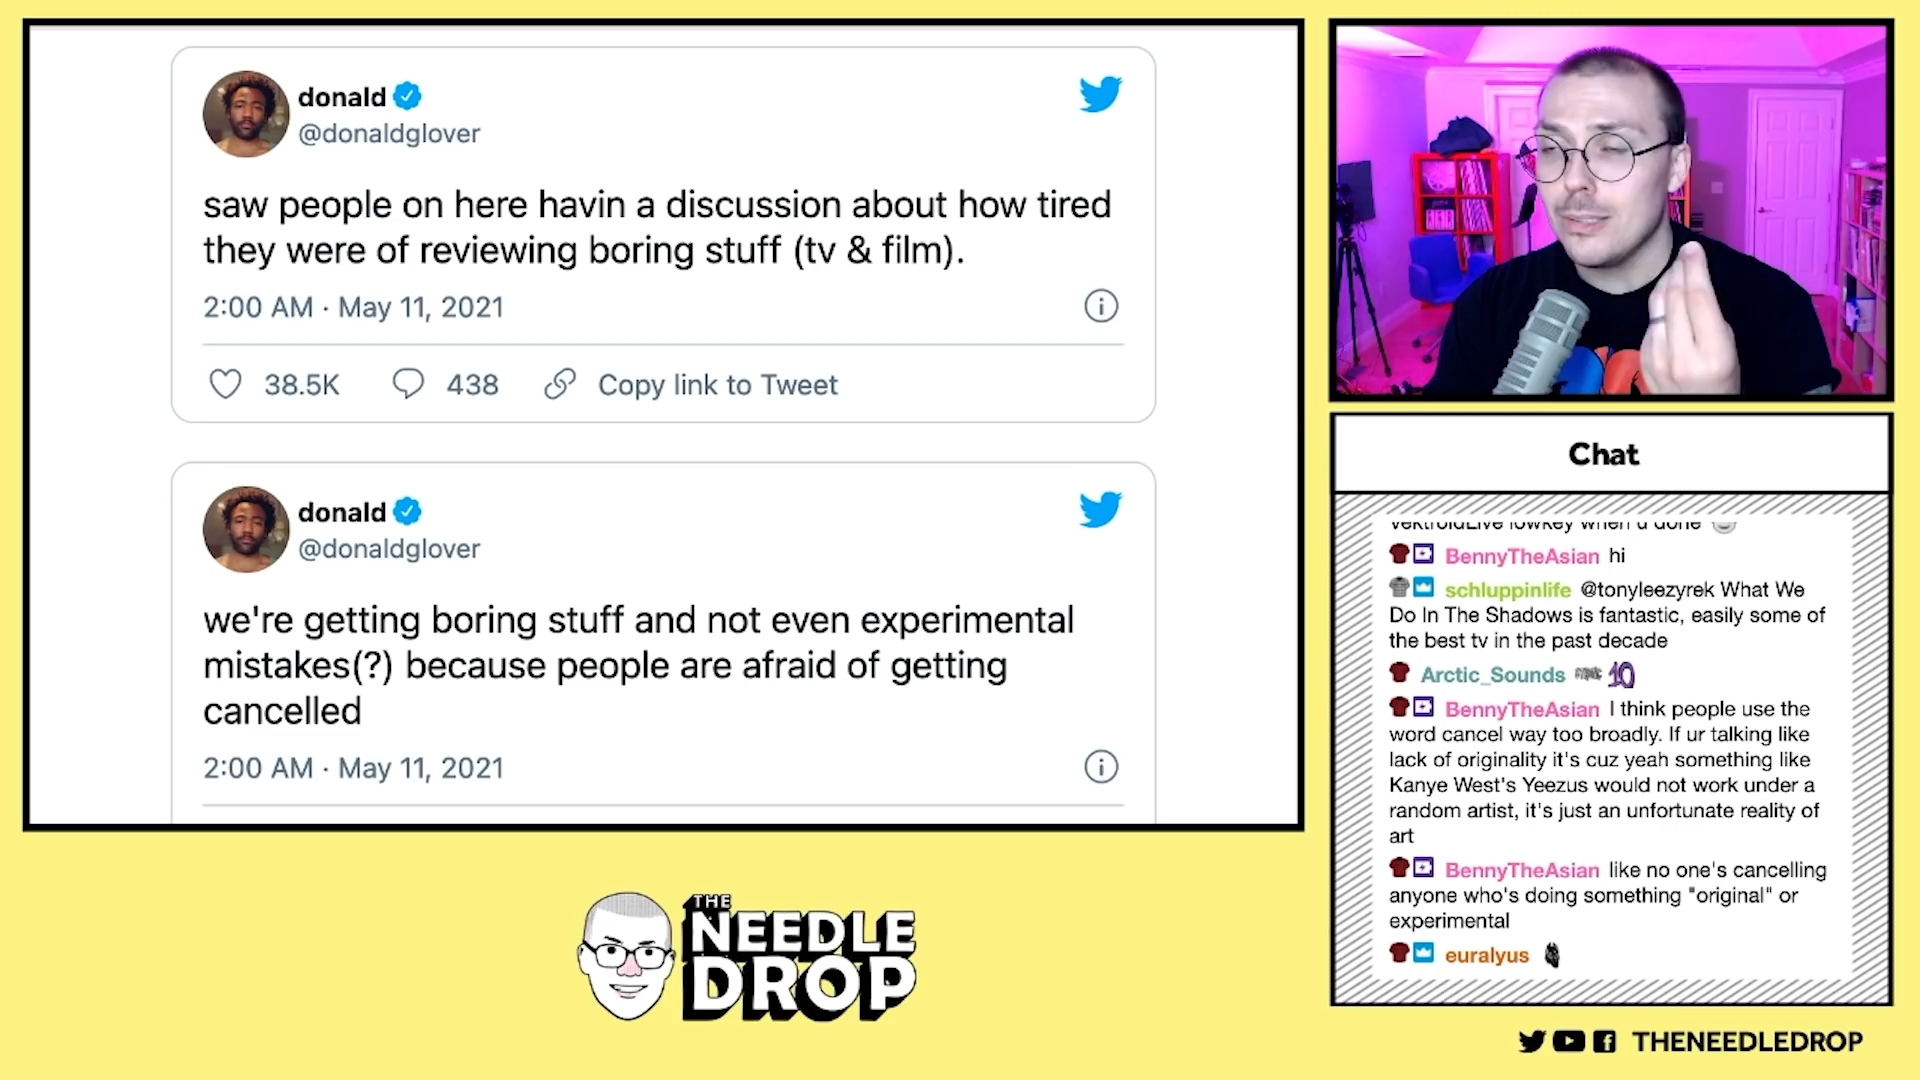 donald
@donaldglover
saw people on here havin a discussion about how tired
they were of reviewing boring stuff (tv & film).
2:00 AM · May 11, 2021
38.5K 438 Copy link to Tweet
donald
@donaldglover
we're getting boring stuff and not even experimental
mistakes(?) because people are afraid of getting
cancelled
2:00 AM · May 11, 2021
Chat
vektroidLive lowkey when u done
BennyTheAsian hi
schluppinlife @tonyleezyrek What We
Do In The Shadows is fantastic, easily some of
the best tv in the past decade
Arctic_Sounds 10
BennyTheAsian I think people use the
word cancel way too broadly. If ur talking like
lack of originality it's cuz yeah something like
Kanye West's Yeezus would not work under a
random artist, it's just an unfortunate reality of
art
BennyTheAsian like no one's cancelling
anyone who's doing something "original" or
experimental
euralyus
THE
NEEDLE
DROP
THENEEDLEDROP